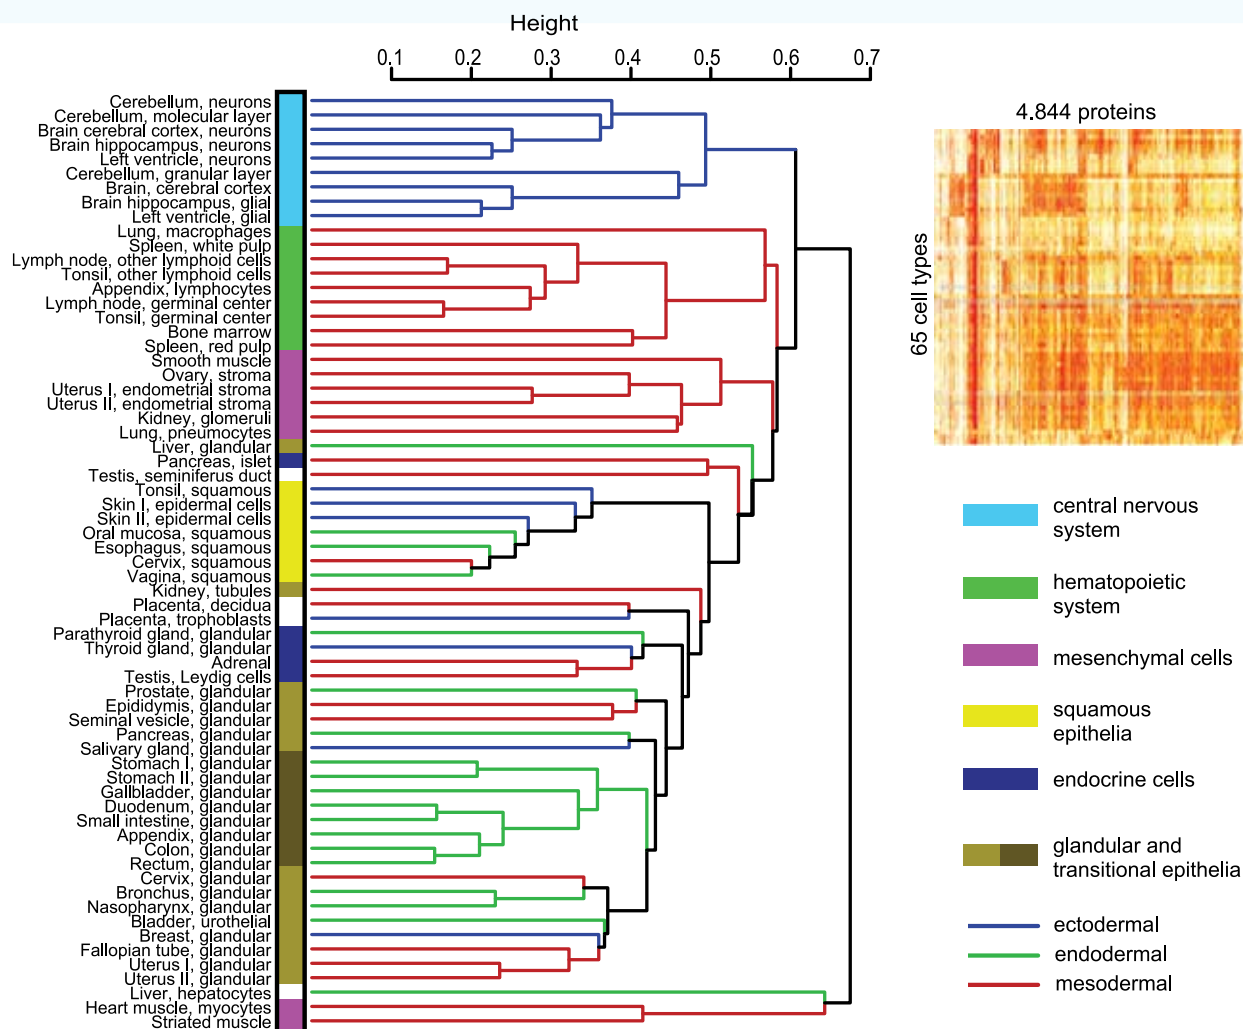 Height
0.1 0.2 0.3 0.4 0.5 0.6 0.7
Cerebellum, neurons
Cerebellum, molecular layer
Brain cerebral cortex, neurons
Brain hippocampus, neurons
Left ventricle, neurons
Cerebellum, granular layer
Brain, cerebral cortex
Brain hippocampus, glial
Left ventricle, glial
Lung, macrophages
Spleen, white pulp
Lymph node, other lymphoid cells
Tonsil, other lymphoid cells
Appendix, lymphocytes
Lymph node, germinal center
Tonsil, germinal center
Bone marrow
Spleen, red pulp
Smooth muscle
Ovary, stroma
Uterus I, endometrial stroma
Uterus II, endometrial stroma
Kidney, glomeruli
Lung, pneumocytes
Liver, glandular
Pancreas, islet
Testis, seminiferus duct
Tonsil, squamous
Skin I, epidermal cells
Skin II, epidermal cells
Oral mucosa, squamous
Esophagus, squamous
Cervix, squamous
Vagina, squamous
Kidney, tubules
Placenta, decidua
Placenta, trophoblasts
Parathyroid gland, glandular
Thyroid gland, glandular
Adrenal
Testis, Leydig cells
Prostate, glandular
Epididymis, glandular
Seminal vesicle, glandular
Pancreas, glandular
Salivary gland, glandular
Stomach I, glandular
Stomach II, glandular
Gallbladder, glandular
Duodenum, glandular
Small intestine, glandular
Appendix, glandular
Colon, glandular
Rectum, glandular
Cervix, glandular
Bronchus, glandular
Nasopharynx, glandular
Bladder, urothelial
Breast, glandular
Fallopian tube, glandular
Uterus I, glandular
Uterus II, glandular
Liver, hepatocytes
Heart muscle, myocytes
Striated muscle
4.844 proteins
65 cell types
central nervous
system
hematopoietic
system
mesenchymal cells
squamous
epithelia
endocrine cells
glandular and
transitional epithelia
ectodermal
endodermal
mesodermal